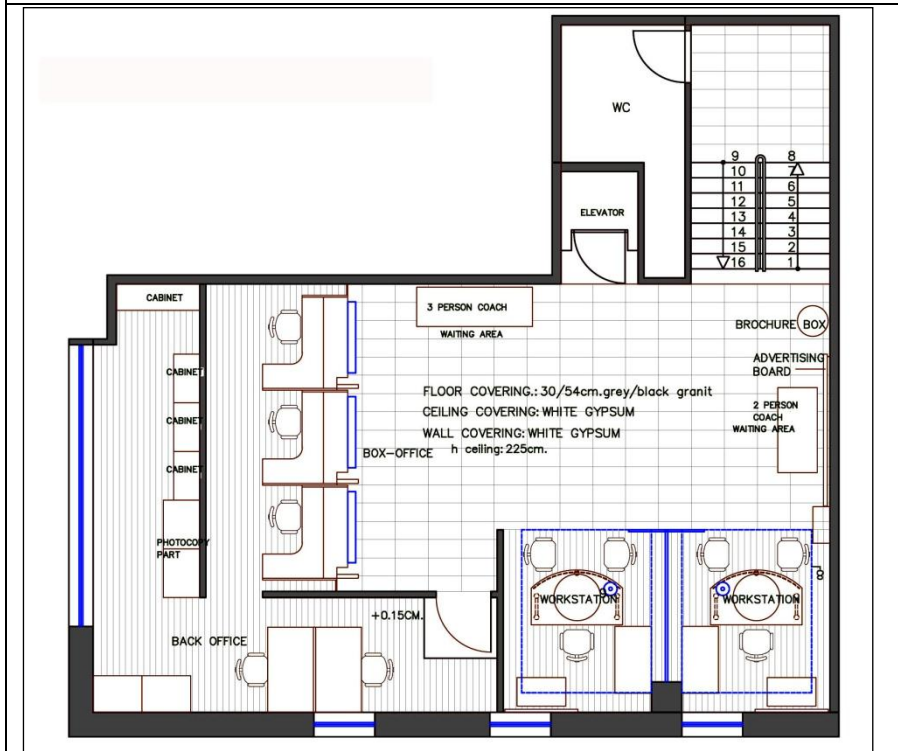 WC
9 8
10 7
11 6
12 5
13 4
14 3
15 2
16 1
ELEVATOR
CABINET
3 PERSON COACH
WAITING AREA
BROCHURE BOX
ADVERTISING
BOARD
CABINET
CABINET
CABINET
FLOOR COVERING.: 30/54cm.grey/black granit
CEILING COVERING: WHITE GYPSUM
WALL COVERING: WHITE GYPSUM
h ceiling: 225cm.
2 PERSON
COACH
WAITING AREA
BOX-OFFICE
PHOTOCOPY
PART
WORKSTATION
WORKSTATION
+0.15CM.
BACK OFFICE